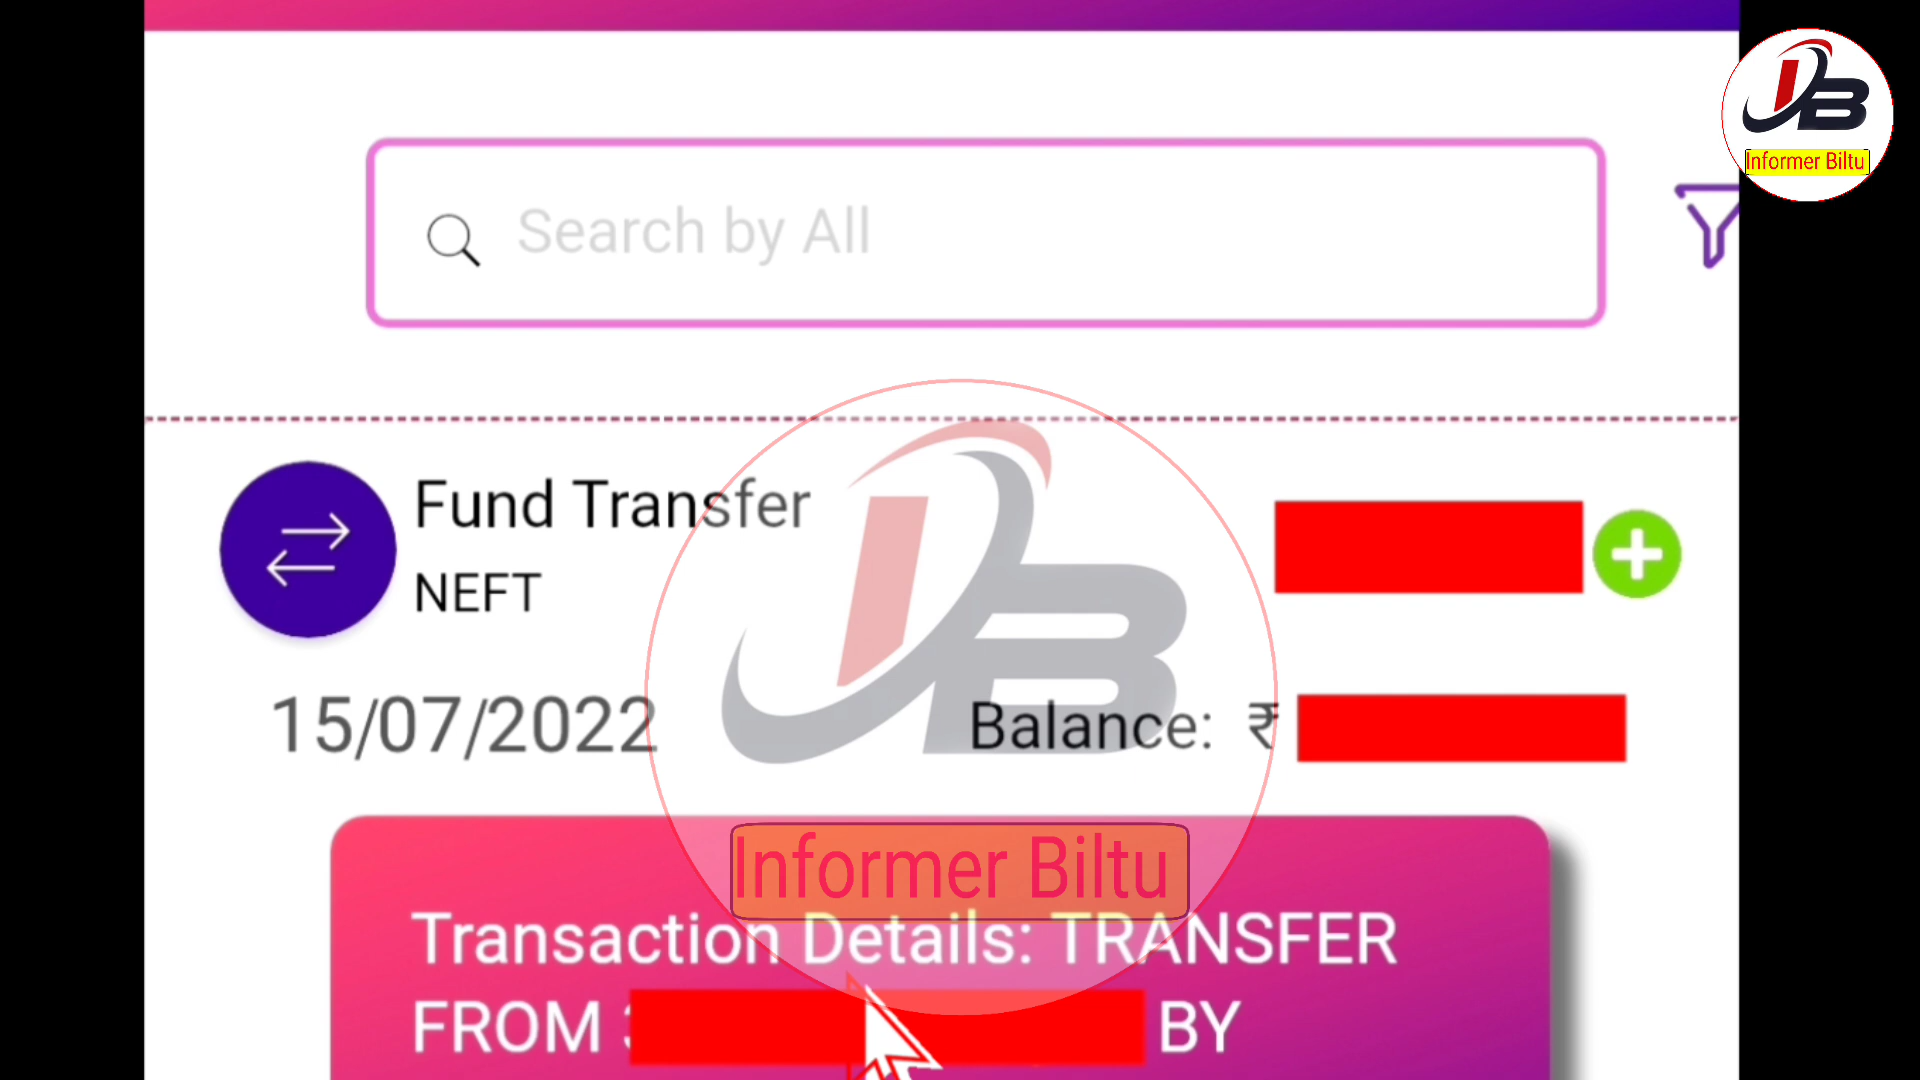 Informer Biltu
Search by All
Fund Transfer
NEFT
15/07/2022
Balance: ₹
Informer Biltu
Transaction Details: TRANSFER
FROM BY